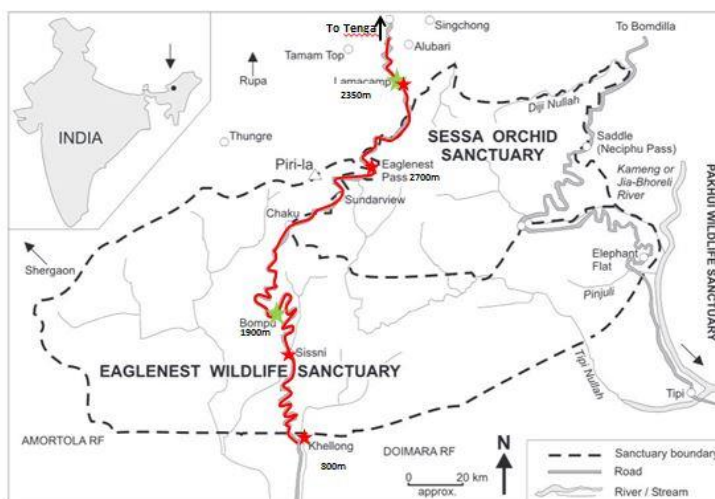 To Tenga
Singchong
To Bomdilla
Alubari
Tamam Top
Rupa
Lamacamp
2350m
Diji Nullah
INDIA
SESSA ORCHID
SANCTUARY
Saddle
(Neciphu Pass)
Thungre
Piri-la
Eaglenest
Pass 2700m
Kameng or
Jia-Bhoreli
River
PAKHUI WILDLIFE SANCTUARY
Sundarview
Chaku
Shergaon
Elephant
Flat
Pinjuli
Bompu
1900m
Sissni
EAGLENEST WILDLIFE SANCTUARY
Tipi Nullah
Tipi
AMORTOLA RF
Khellong
800m
DOIMARA RF
N
0 20 km
approx.
Sanctuary boundary
Road
River / Stream